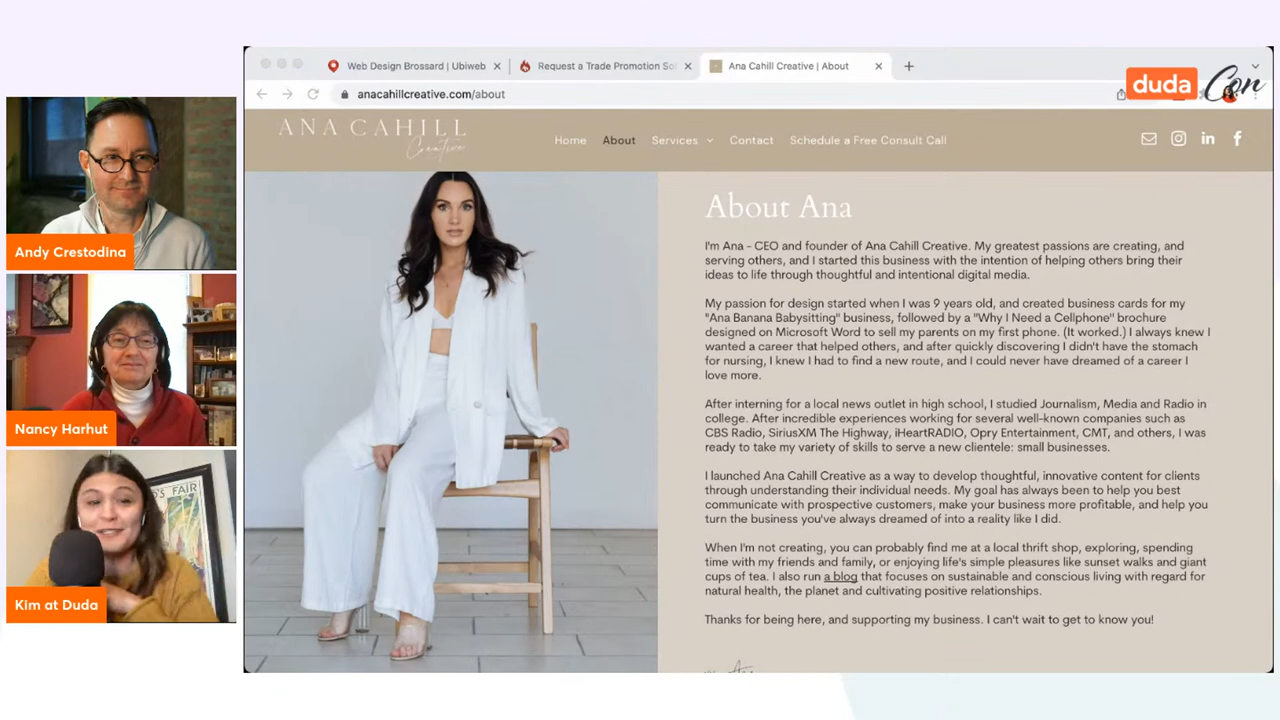 Web Design Brossard | Ubiweb
Request a Trade Promotion Sol
Ana Cahill Creative | About
anacahillcreative.com/about
duda Con
ANA CAHILL
Creative
Home
About
Services
Contact
Schedule a Free Consult Call
Andy Crestodina
Nancy Harhut
'S FAIR
Kim at Duda
About Ana
I'm Ana - CEO and founder of Ana Cahill Creative. My greatest passions are creating, and
serving others, and I started this business with the intention of helping others bring their
ideas to life through thoughtful and intentional digital media.
My passion for design started when I was 9 years old, and created business cards for my
"Ana Banana Babysitting" business, followed by a "Why I Need a Cellphone" brochure
designed on Microsoft Word to sell my parents on my first phone. (It worked.) I always knew I
wanted a career that helped others, and after quickly discovering I didn't have the stomach
for nursing, I knew I had to find a new route, and I could never have dreamed of a career I
love more.
After interning for a local news outlet in high school, I studied Journalism, Media and Radio in
college. After incredible experiences working for several well-known companies such as
CBS Radio, SiriusXM The Highway, iHeartRADIO, Opry Entertainment, CMT, and others, I was
ready to take my variety of skills to serve a new clientele: small businesses.
I launched Ana Cahill Creative as a way to develop thoughtful, innovative content for clients
through understanding their individual needs. My goal has always been to help you best
communicate with prospective customers, make your business more profitable, and help you
turn the business you've always dreamed of into a reality like I did.
When I'm not creating, you can probably find me at a local thrift shop, exploring, spending
time with my friends and family, or enjoying life's simple pleasures like sunset walks and giant
cups of tea. I also run a blog that focuses on sustainable and conscious living with regard for
natural health, the planet and cultivating positive relationships.
Thanks for being here, and supporting my business. I can't wait to get to know you!